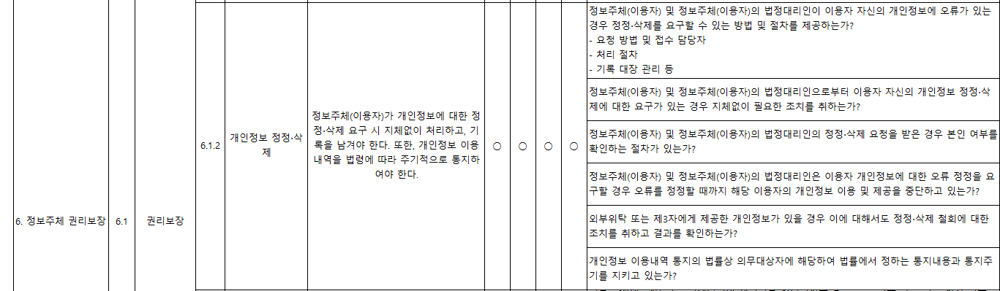 정보주체(이용자) 및 정보주체(이용자)의 법정대리인이 이용자 자신의 개인정보에 오류가 있는
경우 정정·삭제를 요구할 수 있는 방법 및 절차를 제공하는가?
- 요청 방법 및 접수 담당자
- 처리 절차
- 기록 대장 관리 등
정보주체(이용자) 및 정보주체(이용자)의 법정대리인으로부터 이용자 자신의 개인정보 정정·삭
제에 대한 요구가 있는 경우 지체없이 필요한 조치를 취하는가?
정보주체(이용자) 및 정보주체(이용자)의 법정대리인의 정정·삭제 요청을 받은 경우 본인 여부를
확인하는 절차가 있는가?
정보주체(이용자) 및 정보주체(이용자)의 법정대리인은 이용자 개인정보에 대한 오류 정정을 요
구할 경우 오류를 정정할 때까지 해당 이용자의 개인정보 이용 및 제공을 중단하고 있는가?
외부위탁 또는 제3자에게 제공한 개인정보가 있을 경우 이에 대해서도 정정·삭제 철회에 대한
조치를 취하고 결과를 확인하는가?
개인정보 이용내역 통지의 법률상 의무대상자에 해당하여 법률에서 정하는 통지내용과 통지주
기를 지키고 있는가?
6.1.2
개인정보 정정·삭
제
정보주체(이용자)가 개인정보에 대한 정
정·삭제 요구 시 지체없이 처리하고, 기
록을 남겨야 한다. 또한, 개인정보 이용
내역을 법령에 따라 주기적으로 통지하
여야 한다.
○ ○ ○ ○
6. 정보주체 권리보장
6.1
권리보장